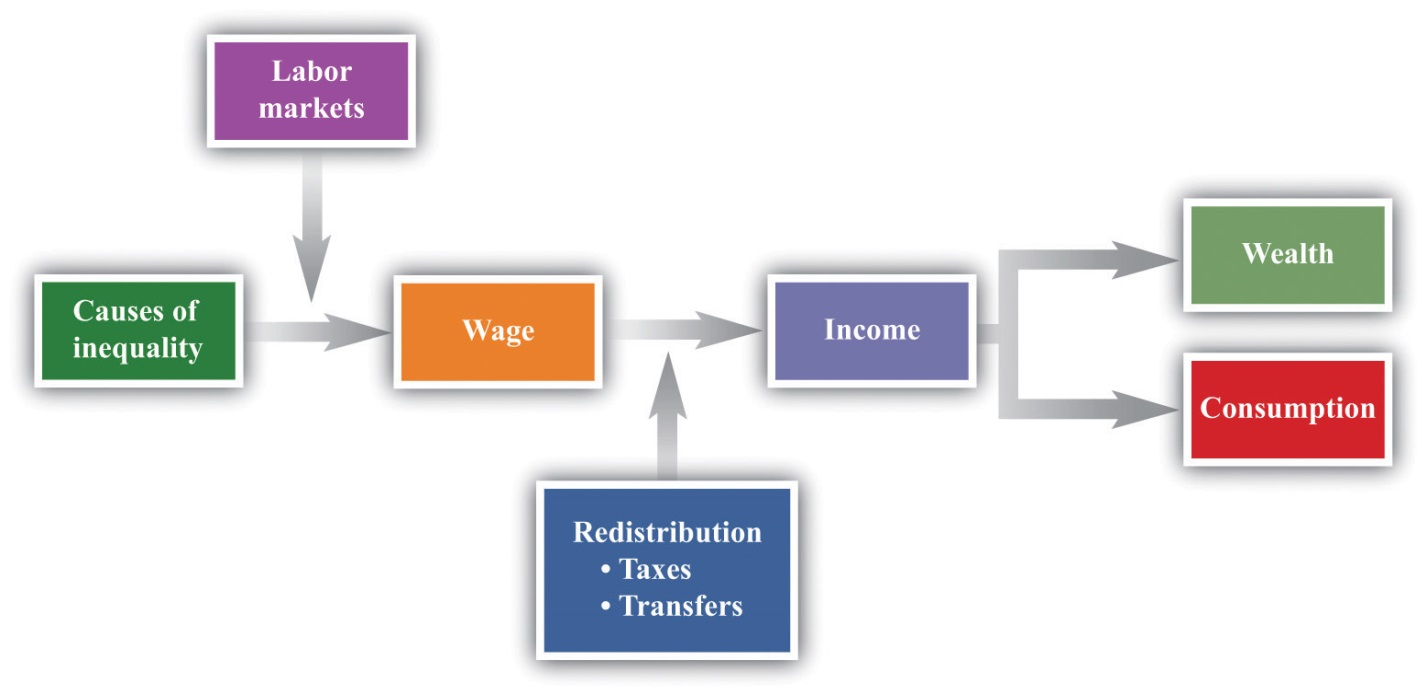 Labor
markets
Causes of
inequality
Wage
Income
Wealth
Consumption
Redistribution
• Taxes
• Transfers